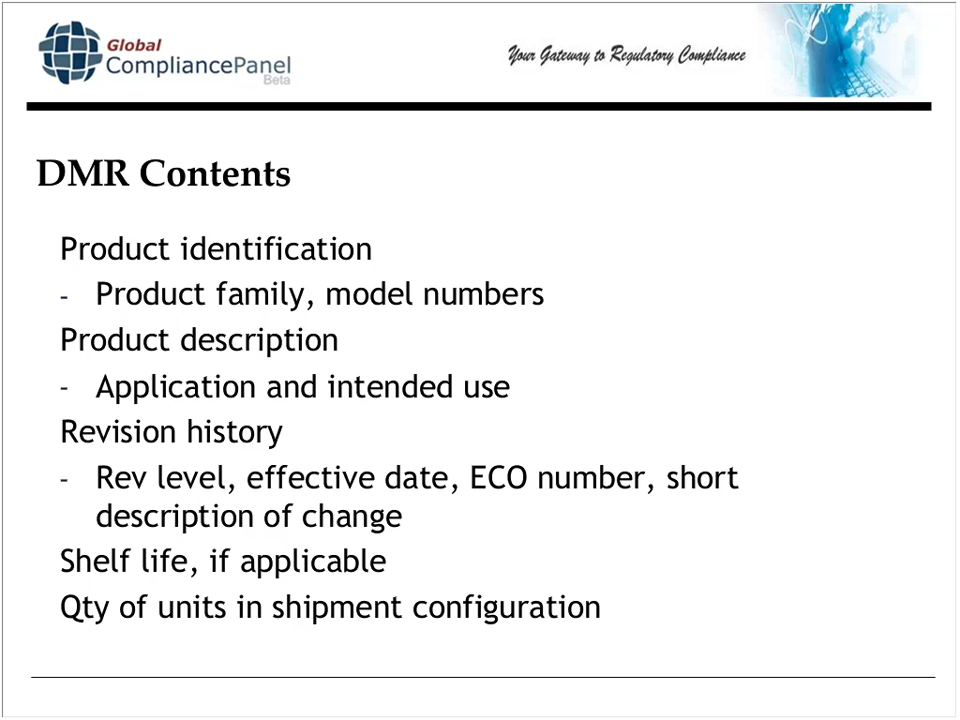 Global
CompliancePanel
Beta
Your Gateway to Regulatory Compliance
DMR Contents
Product identification
- Product family, model numbers
Product description
- Application and intended use
Revision history
- Rev level, effective date, ECO number, short
description of change
Shelf life, if applicable
Qty of units in shipment configuration